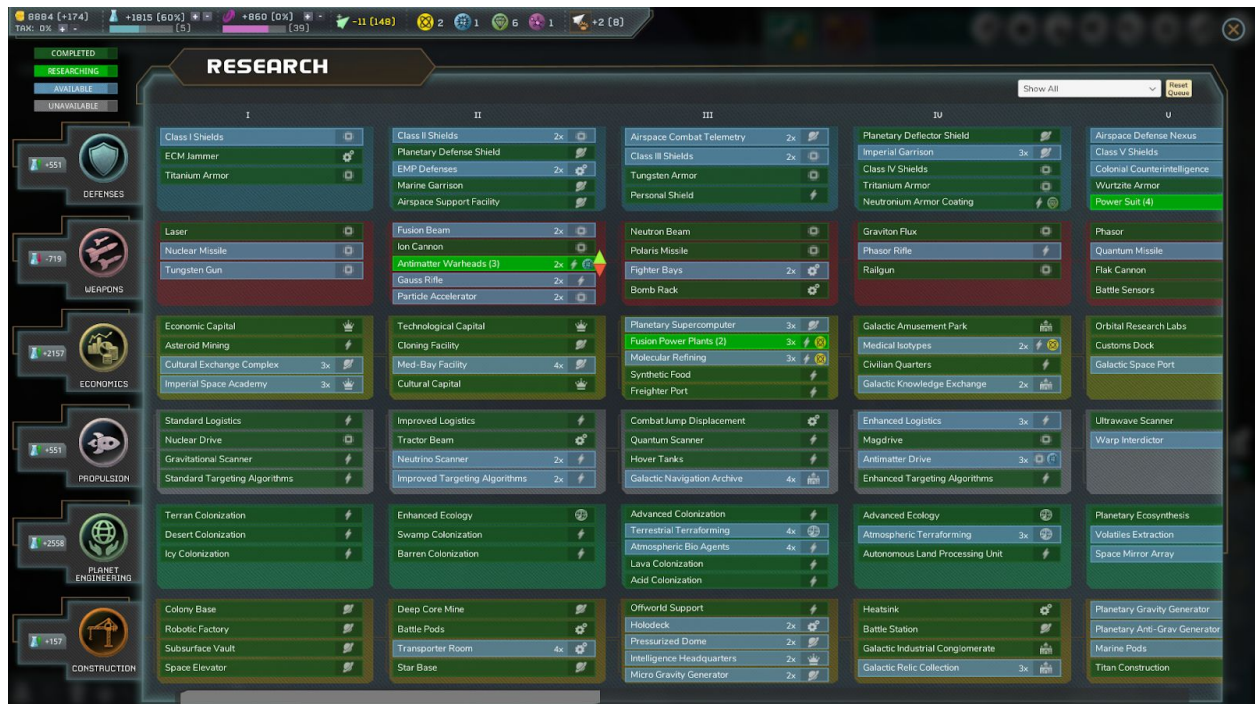 8884 (+174) +1815 (60%) + - +860 (0%) + - -11 (148) 2 1 6 1 +2 (8)
TAX: 0% + - (5) (39)
COMPLETED
RESEARCHING
AVAILABLE
UNAVAILABLE
RESEARCH
Show All
Reset Queue
I II III IV V
+551
DEFENSES
Class I Shields
ECM Jammer
Titanium Armor
Class II Shields 2x
Planetary Defense Shield
EMP Defenses 2x
Marine Garrison
Airspace Support Facility
Airspace Combat Telemetry 2x
Class III Shields 2x
Tungsten Armor
Personal Shield
Planetary Deflector Shield
Imperial Garrison 3x
Class IV Shields
Tritanium Armor
Neutronium Armor Coating
Airspace Defense Nexus
Class V Shields
Colonial Counterintelligence
Wurtzite Armor
Power Suit (4)
-719
WEAPONS
Laser
Nuclear Missile
Tungsten Gun
Fusion Beam 2x
Ion Cannon
Antimatter Warheads (3) 2x
Gauss Rifle 2x
Particle Accelerator 2x
Neutron Beam
Polaris Missile
Fighter Bays 2x
Bomb Rack
Graviton Flux
Phasor Rifle
Railgun
Phasor
Quantum Missile
Flak Cannon
Battle Sensors
+2157
ECONOMICS
Economic Capital
Asteroid Mining
Cultural Exchange Complex 3x
Imperial Space Academy 3x
Technological Capital
Cloning Facility
Med-Bay Facility 4x
Cultural Capital
Planetary Supercomputer 3x
Fusion Power Plants (2) 3x
Molecular Refining 3x
Synthetic Food
Freighter Port
Galactic Amusement Park
Medical Isotypes 2x
Civilian Quarters
Galactic Knowledge Exchange 2x
Orbital Research Labs
Customs Dock
Galactic Space Port
+551
PROPULSION
Standard Logistics
Nuclear Drive
Gravitational Scanner
Standard Targeting Algorithms
Improved Logistics
Tractor Beam
Neutrino Scanner 2x
Improved Targeting Algorithms 2x
Combat Jump Displacement
Quantum Scanner
Hover Tanks
Galactic Navigation Archive 4x
Enhanced Logistics 3x
Magdrive
Antimatter Drive 3x
Enhanced Targeting Algorithms
Ultrawave Scanner
Warp Interdictor
+2558
PLANET
ENGINEERING
Terran Colonization
Desert Colonization
Icy Colonization
Enhanced Ecology
Swamp Colonization
Barren Colonization
Advanced Colonization
Terrestrial Terraforming 4x
Atmospheric Bio Agents 4x
Lava Colonization
Acid Colonization
Advanced Ecology
Atmospheric Terraforming 3x
Autonomous Land Processing Unit
Planetary Ecosynthesis
Volatiles Extraction
Space Mirror Array
+157
CONSTRUCTION
Colony Base
Robotic Factory
Subsurface Vault
Space Elevator
Deep Core Mine
Battle Pods
Transporter Room 4x
Star Base
Offworld Support
Holodeck 2x
Pressurized Dome 2x
Intelligence Headquarters 2x
Micro Gravity Generator 2x
Heatsink
Battle Station
Galactic Industrial Conglomerate
Galactic Relic Collection 3x
Planetary Gravity Generator
Planetary Anti-Grav Generator
Marine Pods
Titan Construction